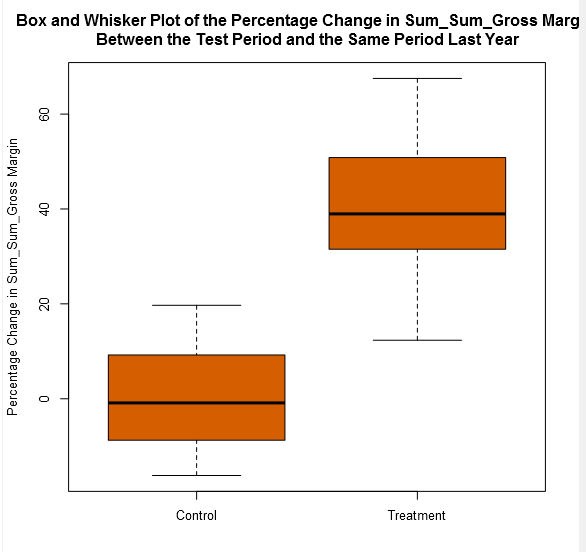 Box and Whisker Plot of the Percentage Change in Sum_Sum_Gross Marg
Between the Test Period and the Same Period Last Year
Percentage Change in Sum_Sum_Gross Margin
60
40
20
0
Control
Treatment